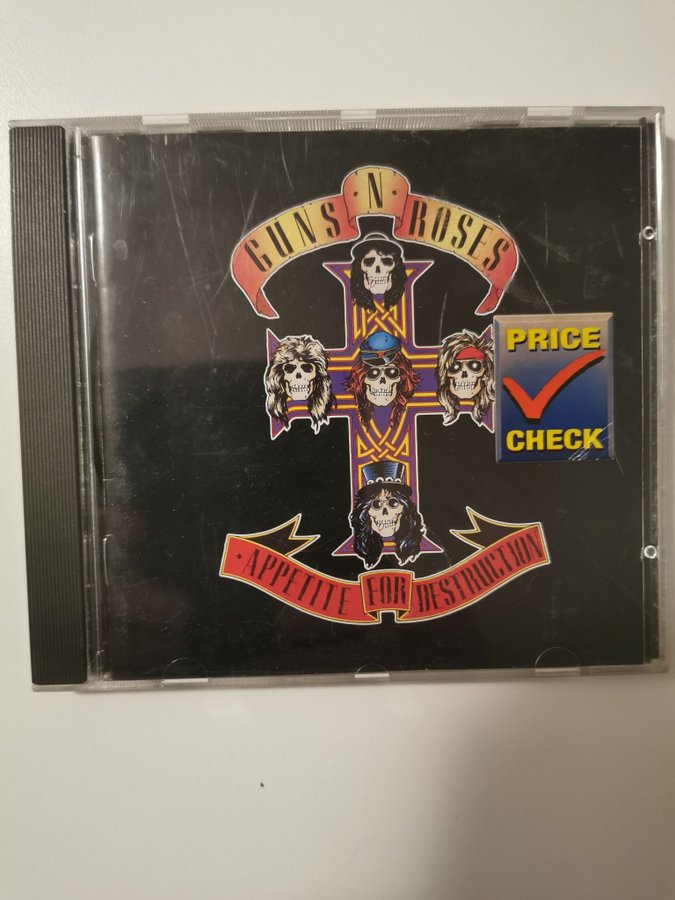 GUNS N' ROSES
PRICE
CHECK
· APPETITE FOR DESTRUCTION